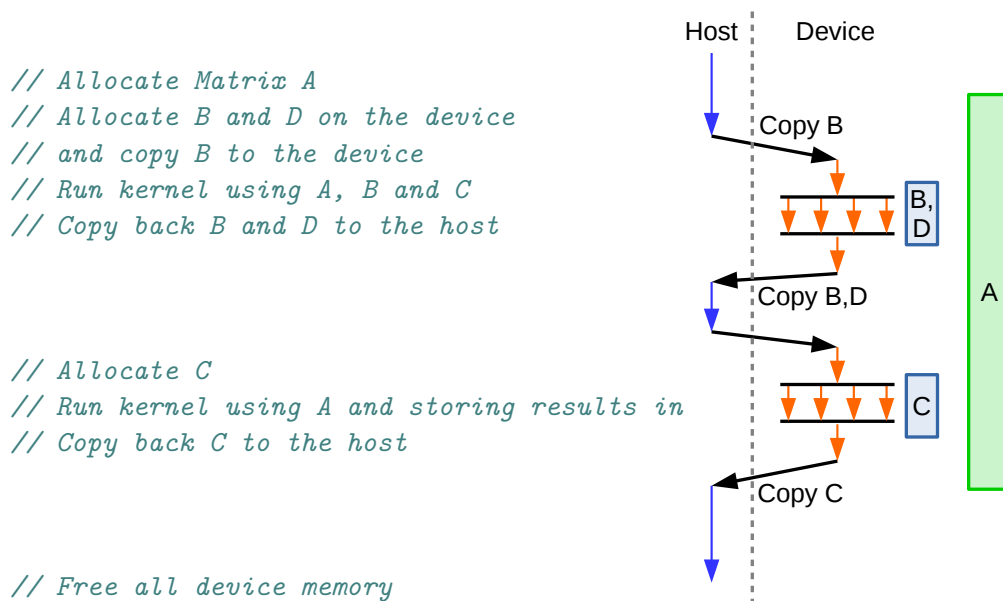 Host Device
// Allocate Matrix A
// Allocate B and D on the device
// and copy B to the device
// Run kernel using A, B and C
// Copy back B and D to the host
Copy B
B,
D
Copy B,D
A
// Allocate C
// Run kernel using A and storing results in
// Copy back C to the host
C
Copy C
// Free all device memory